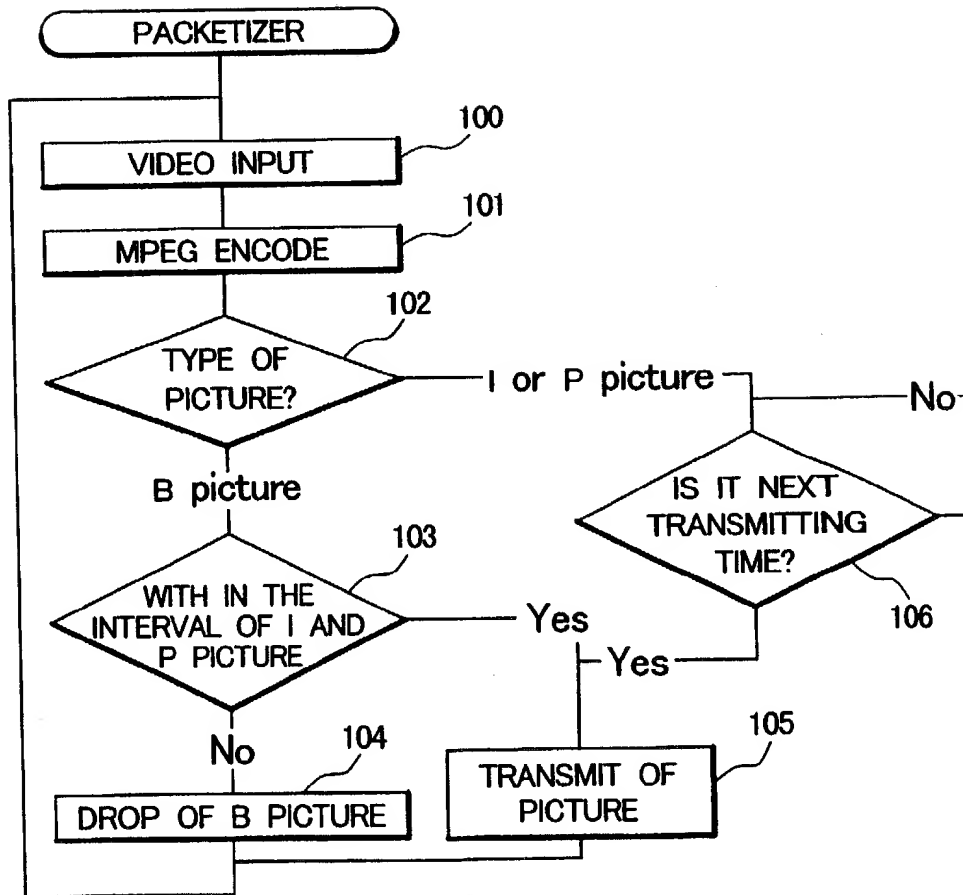 PACKETIZER
100
VIDEO INPUT
101
MPEG ENCODE
102
TYPE OF
PICTURE?
I or P picture
No
B picture
IS IT NEXT
TRANSMITTING
TIME?
106
103
WITH IN THE
INTERVAL OF I AND
P PICTURE
Yes
Yes
No
104
DROP OF B PICTURE
105
TRANSMIT OF
PICTURE